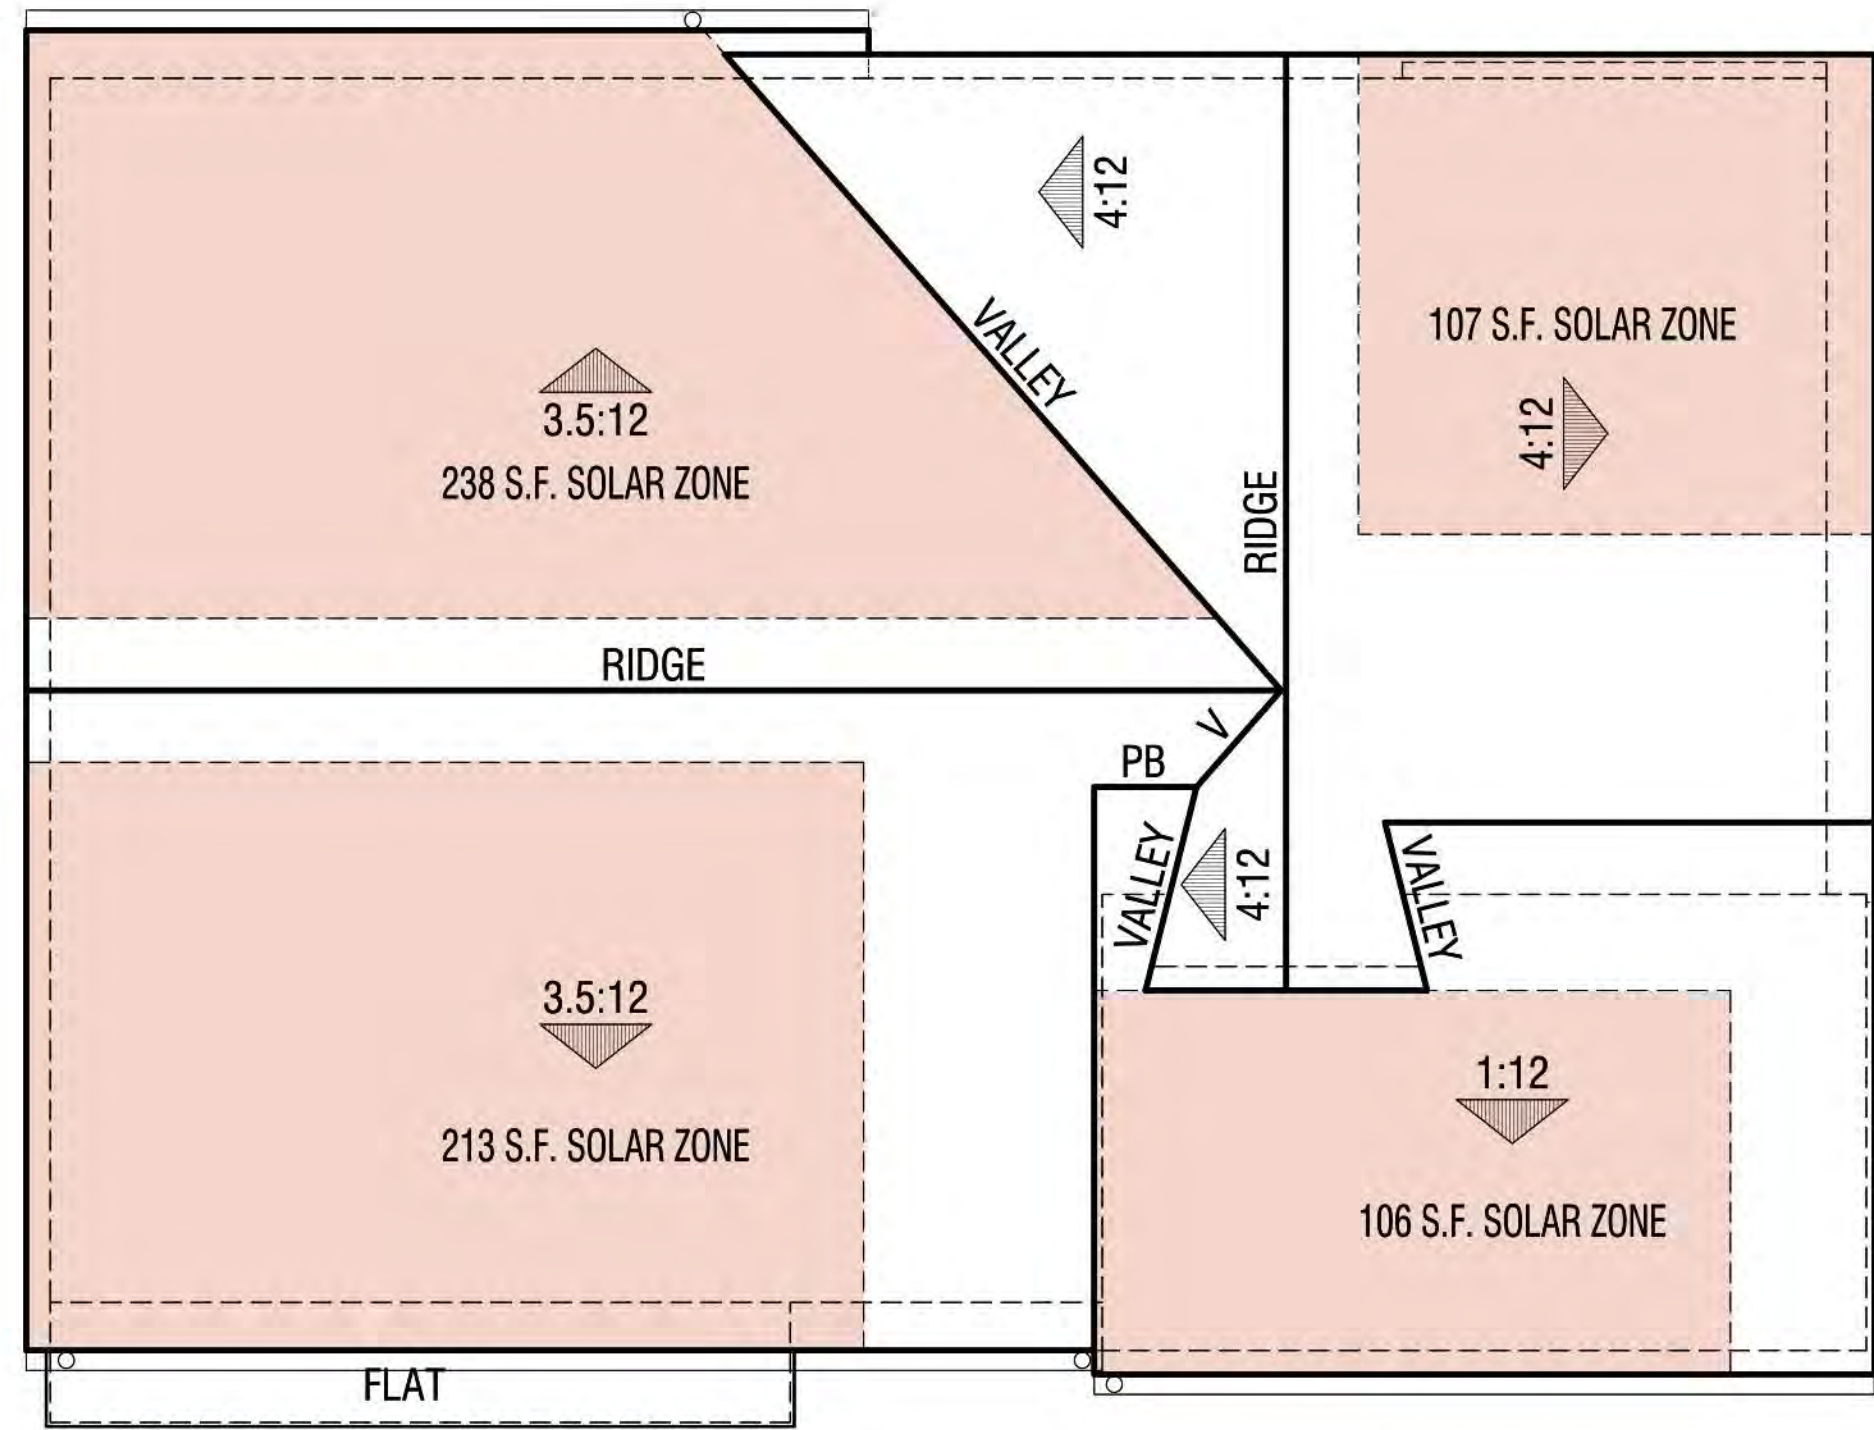 4:12
VALLEY
107 S.F. SOLAR ZONE
3.5:12
238 S.F. SOLAR ZONE
4:12
RIDGE
RIDGE
V
PB
VALLEY
4:12
VALLEY
3.5:12
213 S.F. SOLAR ZONE
1:12
106 S.F. SOLAR ZONE
FLAT